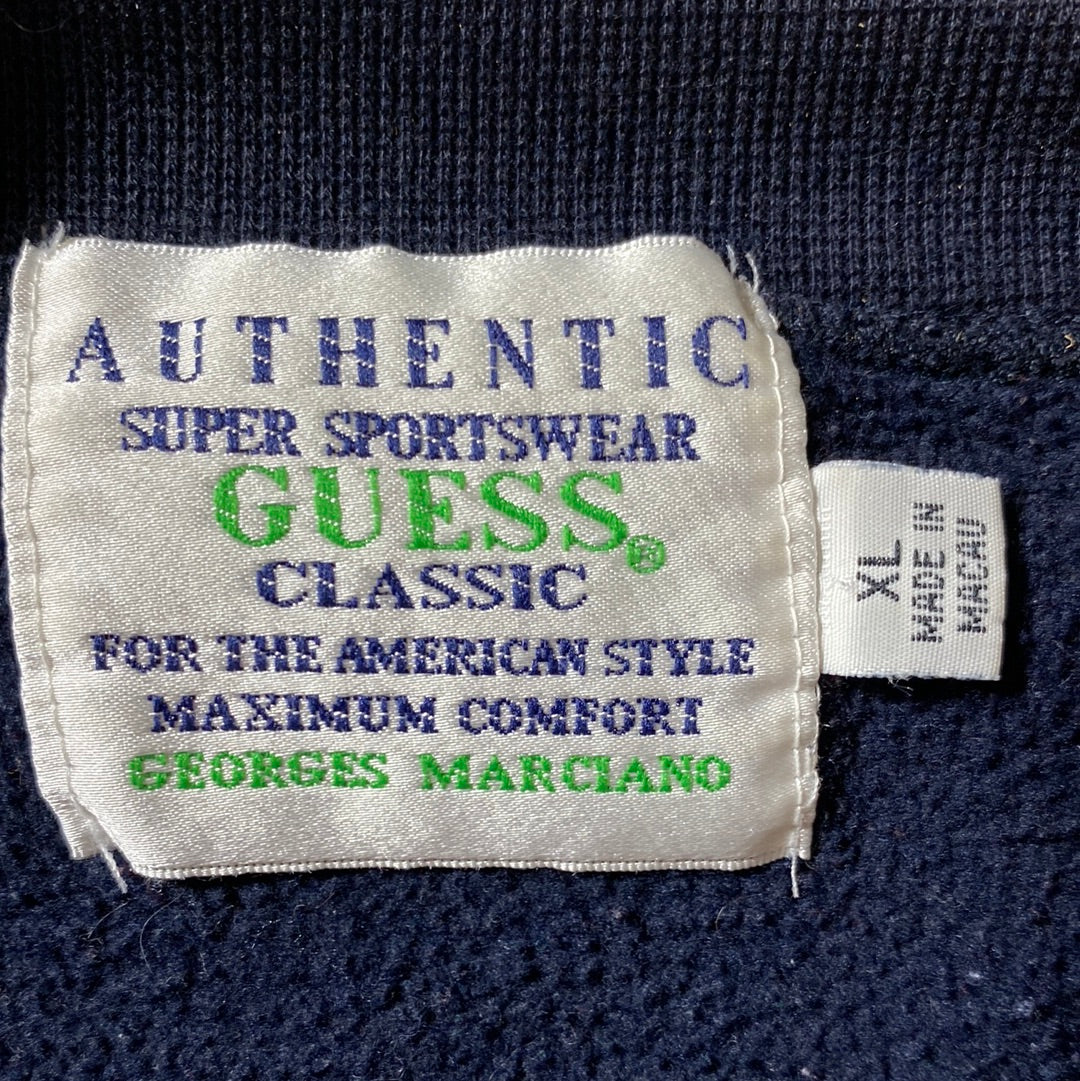 AUTHENTIC
SUPER SPORTSWEAR
GUESS®
CLASSIC
FOR THE AMERICAN STYLE
MAXIMUM COMFORT
GEORGES MARCIANO
XL
MADE IN
MACAU